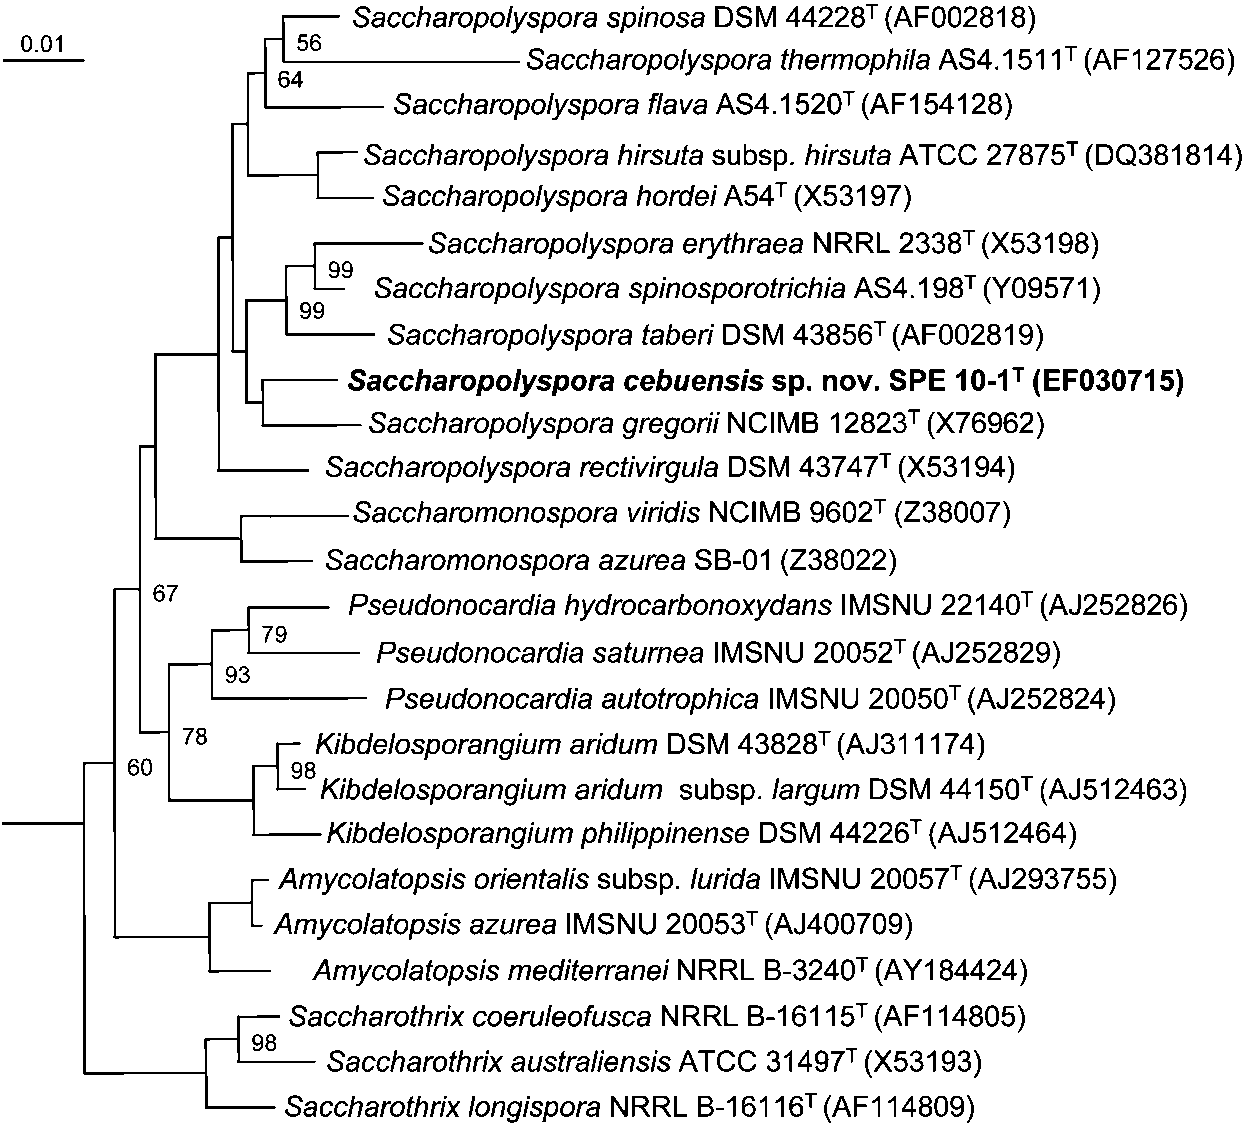 Saccharopolyspora spinosa DSM 44228ᵀ (AF002818)
0.01
56
Saccharopolyspora thermophila AS4.1511ᵀ (AF127526)
64
Saccharopolyspora flava AS4.1520ᵀ (AF154128)
Saccharopolyspora hirsuta subsp. hirsuta ATCC 27875ᵀ (DQ381814)
Saccharopolyspora hordei A54ᵀ (X53197)
Saccharopolyspora erythraea NRRL 2338ᵀ (X53198)
99
Saccharopolyspora spinosporotrichia AS4.198ᵀ (Y09571)
99
Saccharopolyspora taberi DSM 43856ᵀ (AF002819)
Saccharopolyspora cebuensis sp. nov. SPE 10-1ᵀ (EF030715)
Saccharopolyspora gregorii NCIMB 12823ᵀ (X76962)
Saccharopolyspora rectivirgula DSM 43747ᵀ (X53194)
Saccharomonospora viridis NCIMB 9602ᵀ (Z38007)
Saccharomonospora azurea SB-01 (Z38022)
67
Pseudonocardia hydrocarbonoxydans IMSNU 22140ᵀ (AJ252826)
79
Pseudonocardia saturnea IMSNU 20052ᵀ (AJ252829)
93
Pseudonocardia autotrophica IMSNU 20050ᵀ (AJ252824)
78
Kibdelosporangium aridum DSM 43828ᵀ (AJ311174)
60
98
Kibdelosporangium aridum subsp. largum DSM 44150ᵀ (AJ512463)
Kibdelosporangium philippinense DSM 44226ᵀ (AJ512464)
Amycolatopsis orientalis subsp. lurida IMSNU 20057ᵀ (AJ293755)
Amycolatopsis azurea IMSNU 20053ᵀ (AJ400709)
Amycolatopsis mediterranei NRRL B-3240ᵀ (AY184424)
Saccharothrix coeruleofusca NRRL B-16115ᵀ (AF114805)
98
Saccharothrix australiensis ATCC 31497ᵀ (X53193)
Saccharothrix longispora NRRL B-16116ᵀ (AF114809)